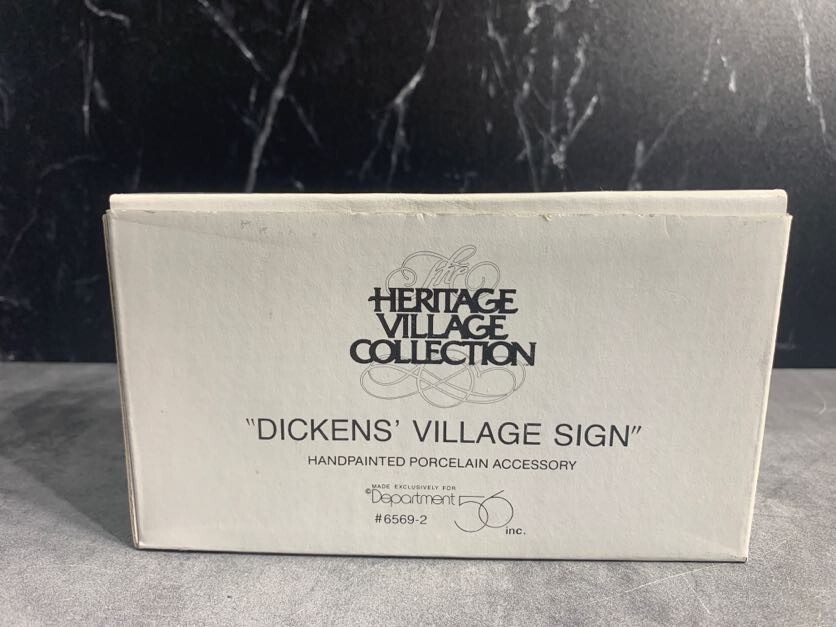 The
HERITAGE
VILLAGE
COLLECTION
"DICKENS' VILLAGE SIGN"
HANDPAINTED PORCELAIN ACCESSORY
MADE EXCLUSIVELY FOR
©Department 56
#6569-2 inc.